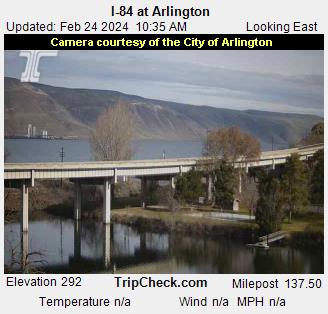 I-84 at Arlington
Updated: Feb 24 2024 10:35 AM Looking East
Camera courtesy of the City of Arlington
Elevation 292 TripCheck.com Milepost 137.50
Temperature n/a Wind n/a MPH n/a